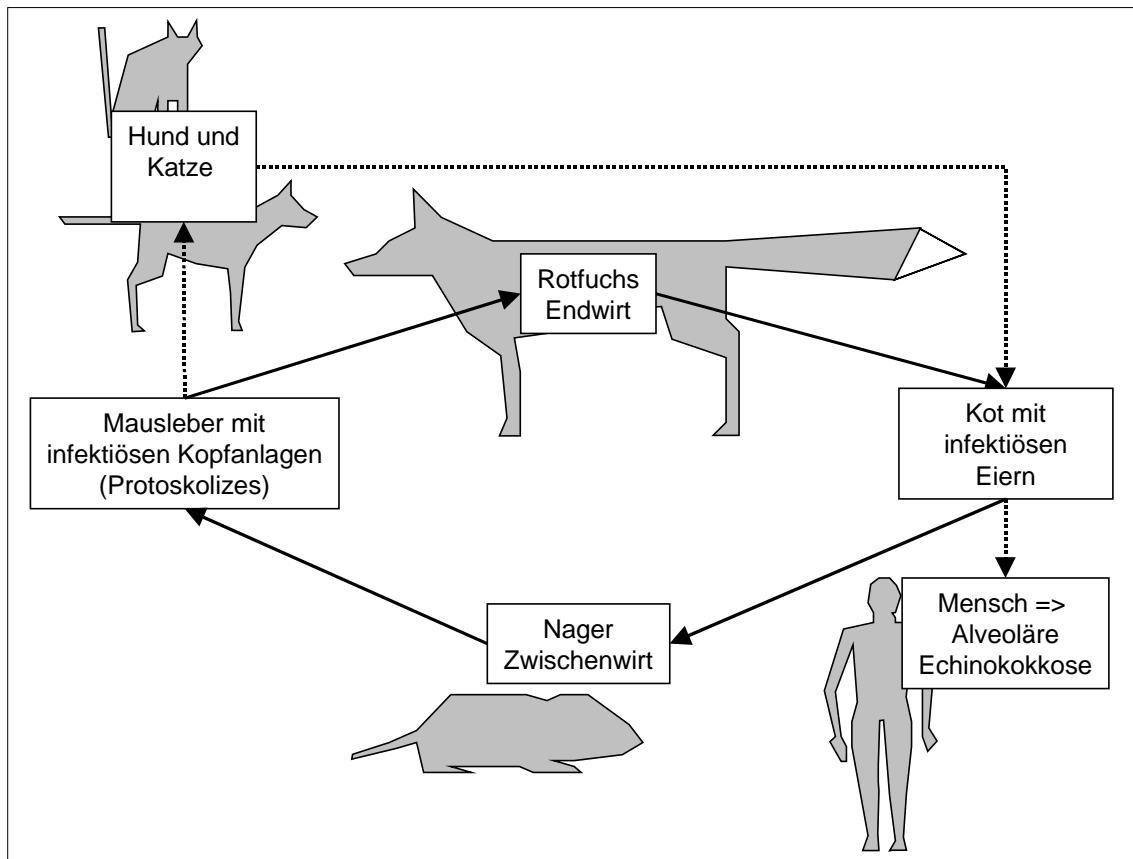 Hund und
Katze
Rotfuchs
Endwirt
Mausleber mit
infektiösen Kopfanlagen
(Protoskolizes)
Kot mit
infektiösen
Eiern
Nager
Zwischenwirt
Mensch =>
Alveoläre
Echinokokkose